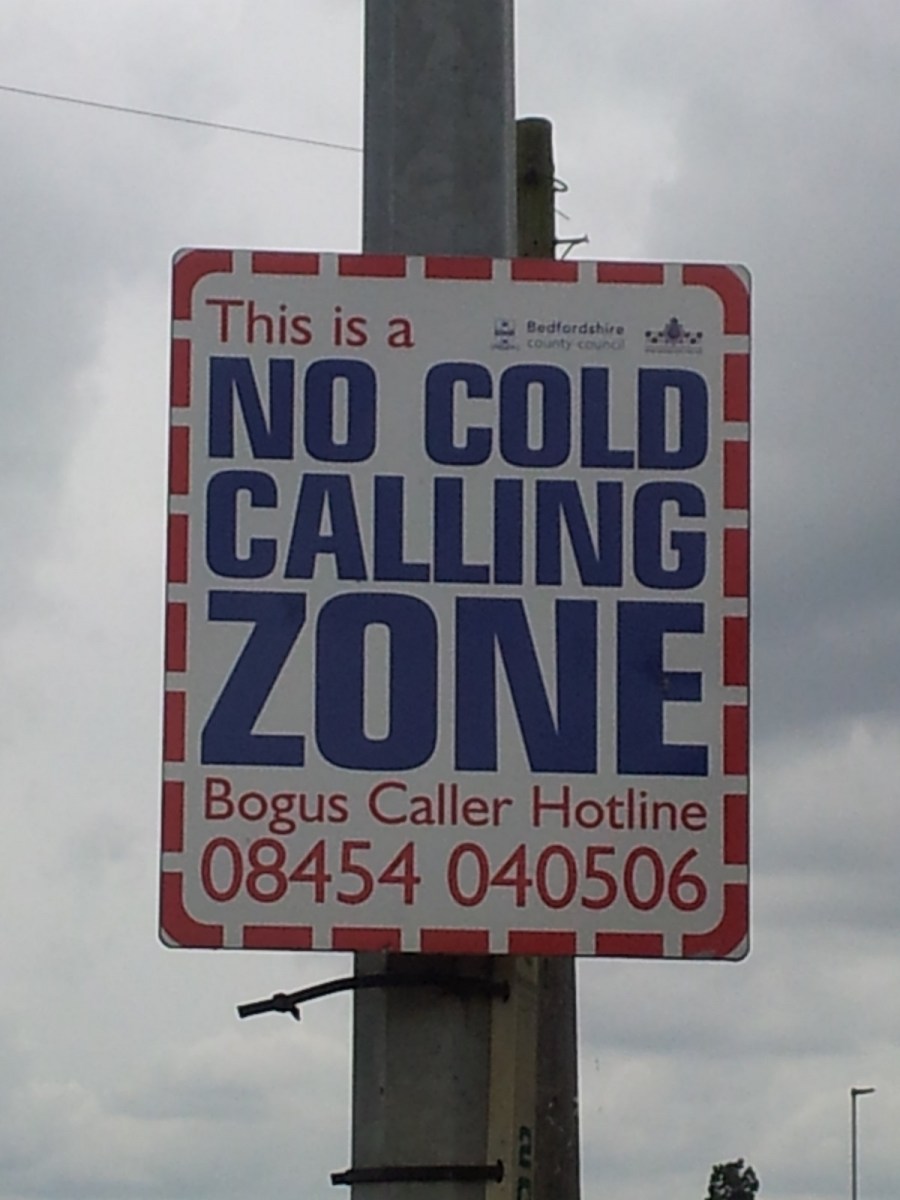 This is a
Bedfordshire
county council
NO COLD
CALLING
ZONE
Bogus Caller Hotline
08454 040506